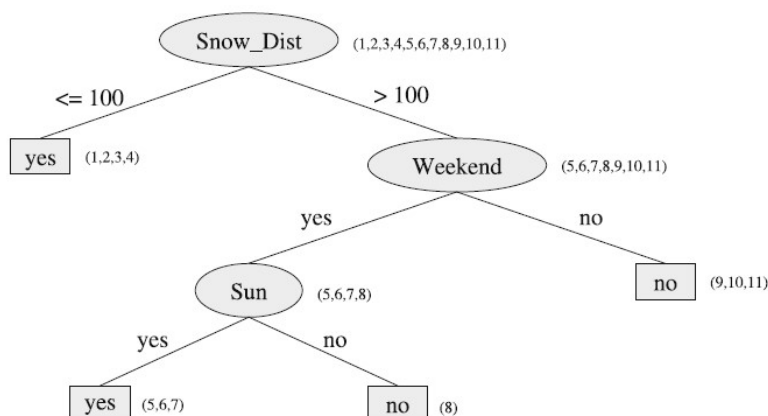 Snow_Dist (1,2,3,4,5,6,7,8,9,10,11)
<= 100 > 100
yes (1,2,3,4) Weekend (5,6,7,8,9,10,11)
yes no
Sun (5,6,7,8) no (9,10,11)
yes no
yes (5,6,7) no (8)